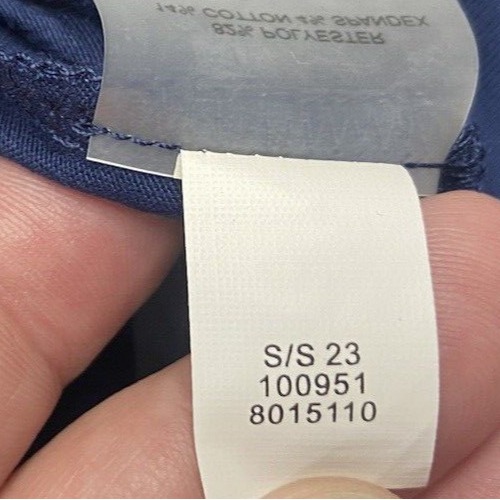 14% COTTON 4% SPANDEX
82% POLYESTER
S/S 23
100951
8015110